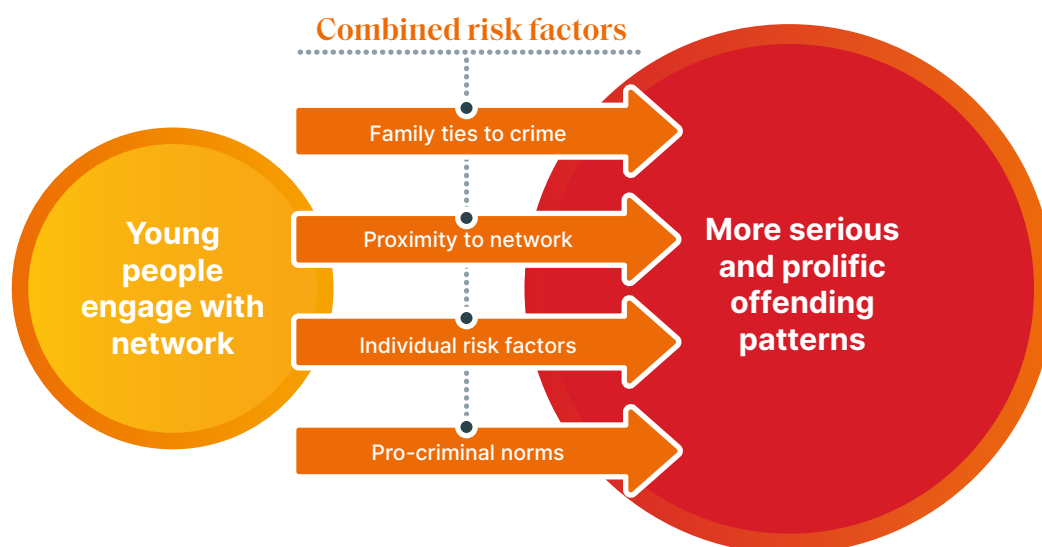 Combined risk factors
Family ties to crime
Young
people
engage with
network
Proximity to network
More serious
and prolific
offending
patterns
Individual risk factors
Pro-criminal norms